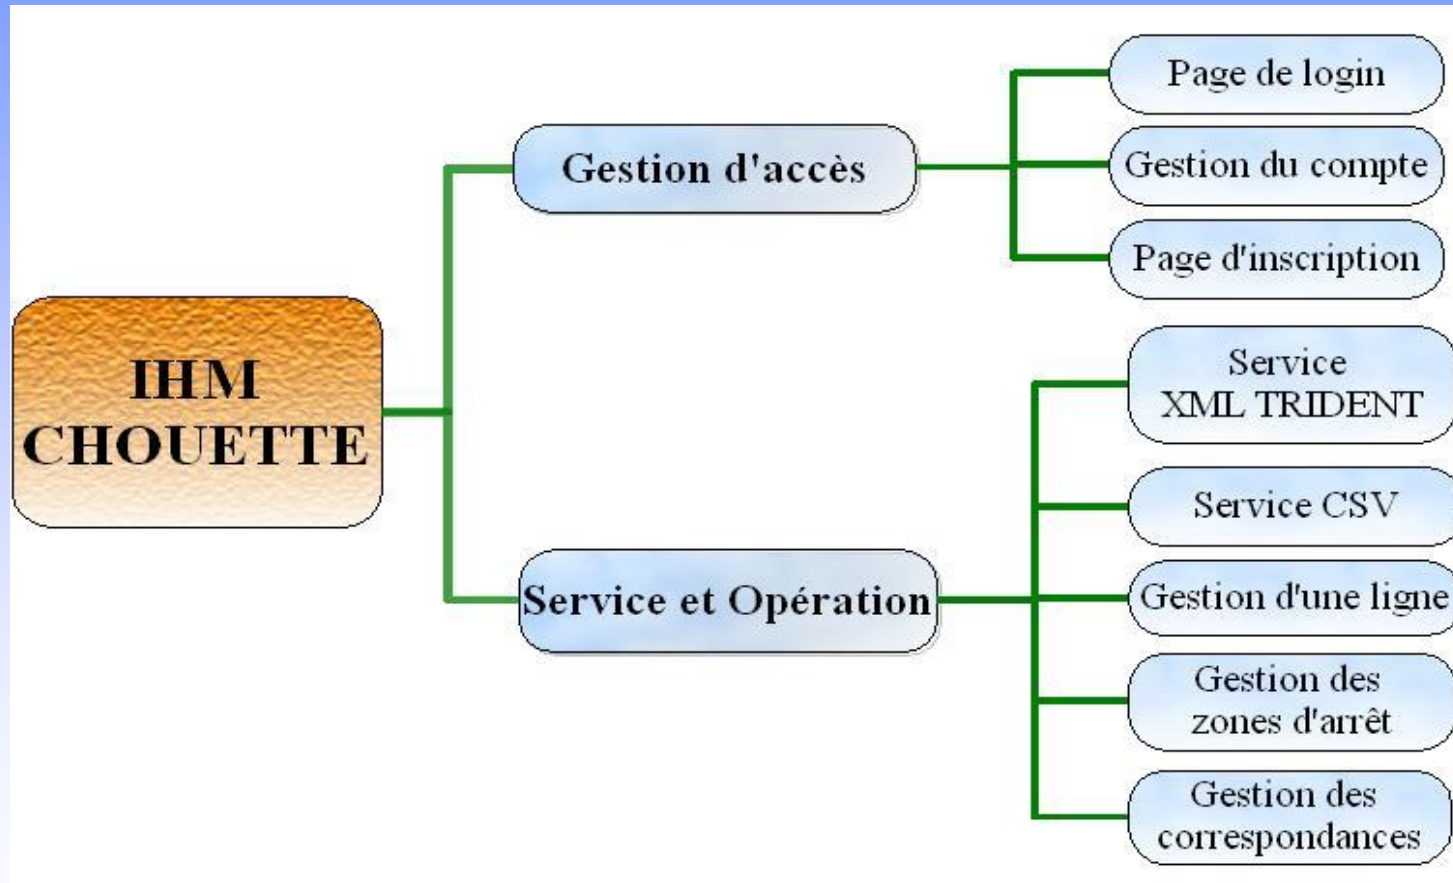 IHM
CHOUETTE
Gestion d'accès
Page de login
Gestion du compte
Page d'inscription
Service et Opération
Service
XML TRIDENT
Service CSV
Gestion d'une ligne
Gestion des
zones d'arrêt
Gestion des
correspondances